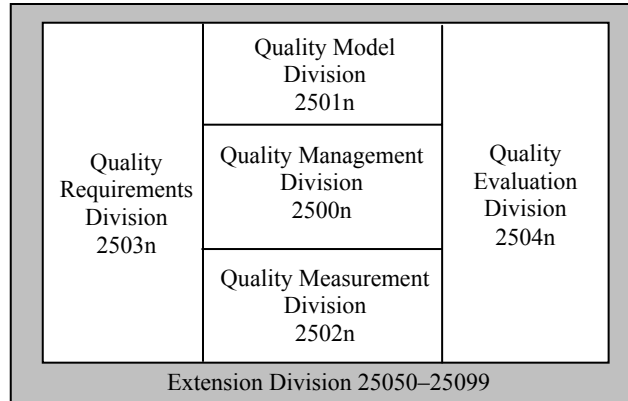 Quality
Requirements
Division
2503n
Quality Model
Division
2501n
Quality Management
Division
2500n
Quality Measurement
Division
2502n
Quality
Evaluation
Division
2504n
Extension Division 25050–25099